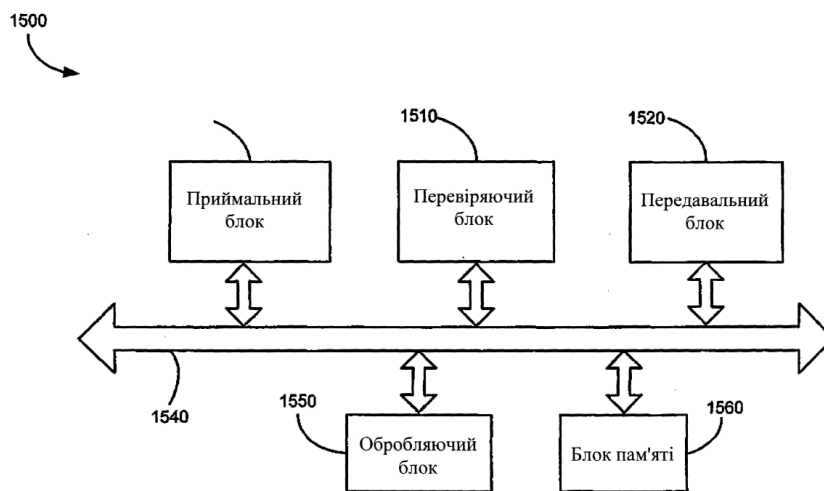 1500
1510
1520
Приймальний
блок
Перевіряючий
блок
Передавальний
блок
1540
1550
1560
Обробляючий
блок
Блок пам'яті